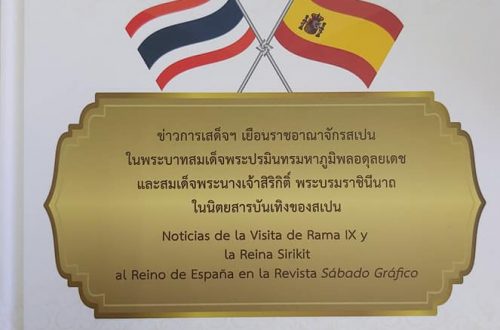 ข่าวการเสด็จฯ เยือนราชอาณาจักรสเปน
ในพระบาทสมเด็จพระปรมินทรมหาภูมิพลอดุลยเดช
และสมเด็จพระนางเจ้าสิริกิติ์ พระบรมราชินีนาถ
ในนิตยสารบันเทิงของสเปน
Noticias de la Visita de Rama IX y
la Reina Sirikit
al Reino de España en la Revista Sábado Gráfico